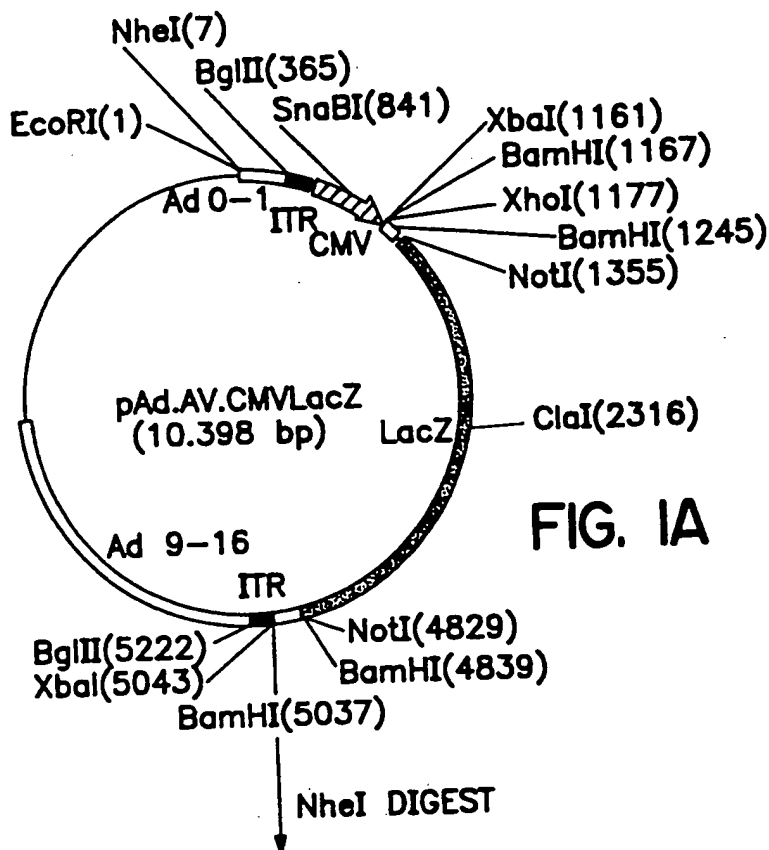 NheI(7)
BglII(365)
SnaBI(841)
EcoRI(1)
XbaI(1161)
BamHI(1167)
XhoI(1177)
BamHI(1245)
NotI(1355)
Ad 0-1
ITR
CMV
pAd.AV.CMVLacZ
(10.398 bp)
LacZ
ClaI(2316)
FIG. 1A
Ad 9-16
ITR
NotI(4829)
BglII(5222)
BamHI(4839)
XbaI(5043)
BamHI(5037)
NheI DIGEST